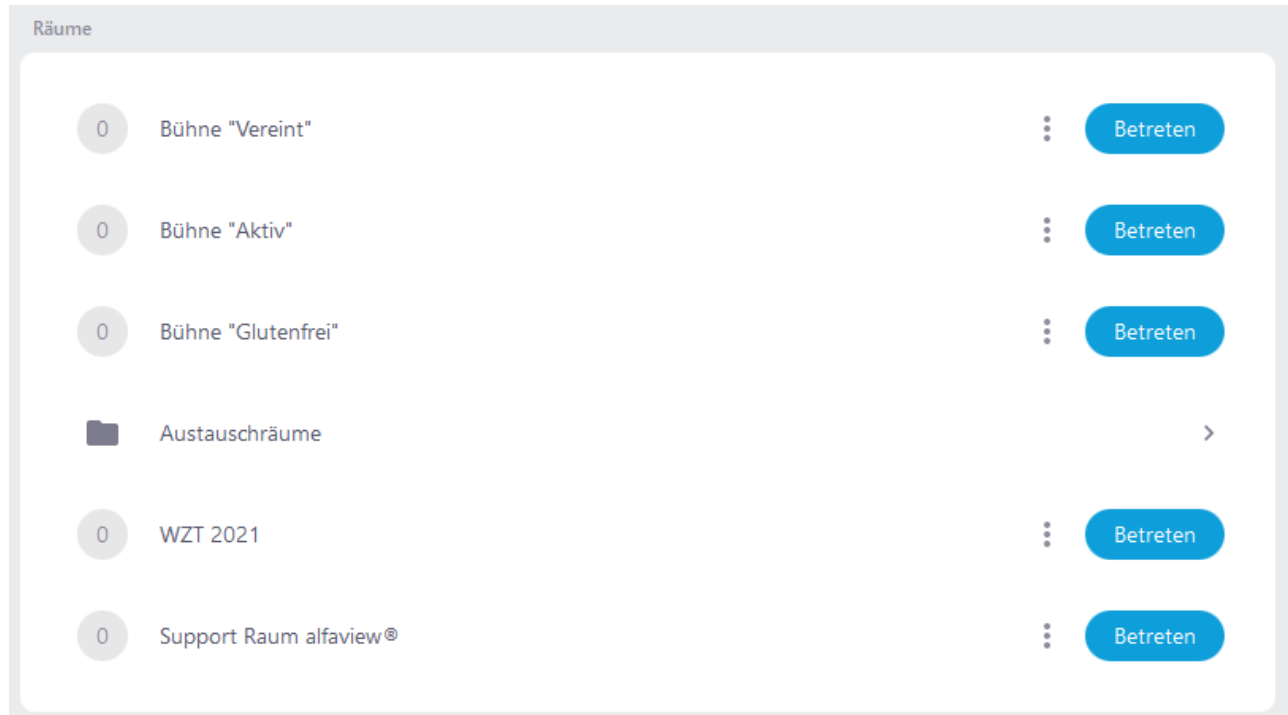 Räume
0 Bühne "Vereint" Betreten
0 Bühne "Aktiv" Betreten
0 Bühne "Glutenfrei" Betreten
Austauschräume
0 WZT 2021 Betreten
0 Support Raum alfaview® Betreten